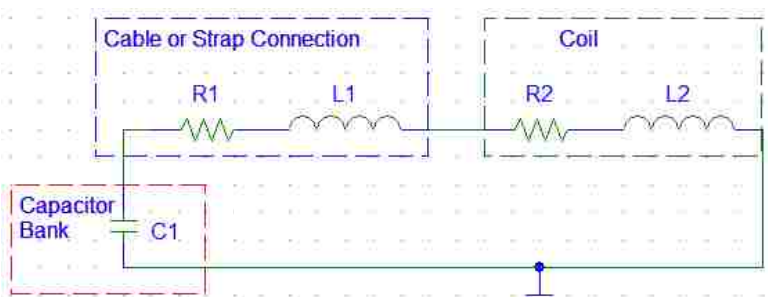 Cable or Strap Connection
Coil
R1
L1
R2
L2
Capacitor
Bank
C1